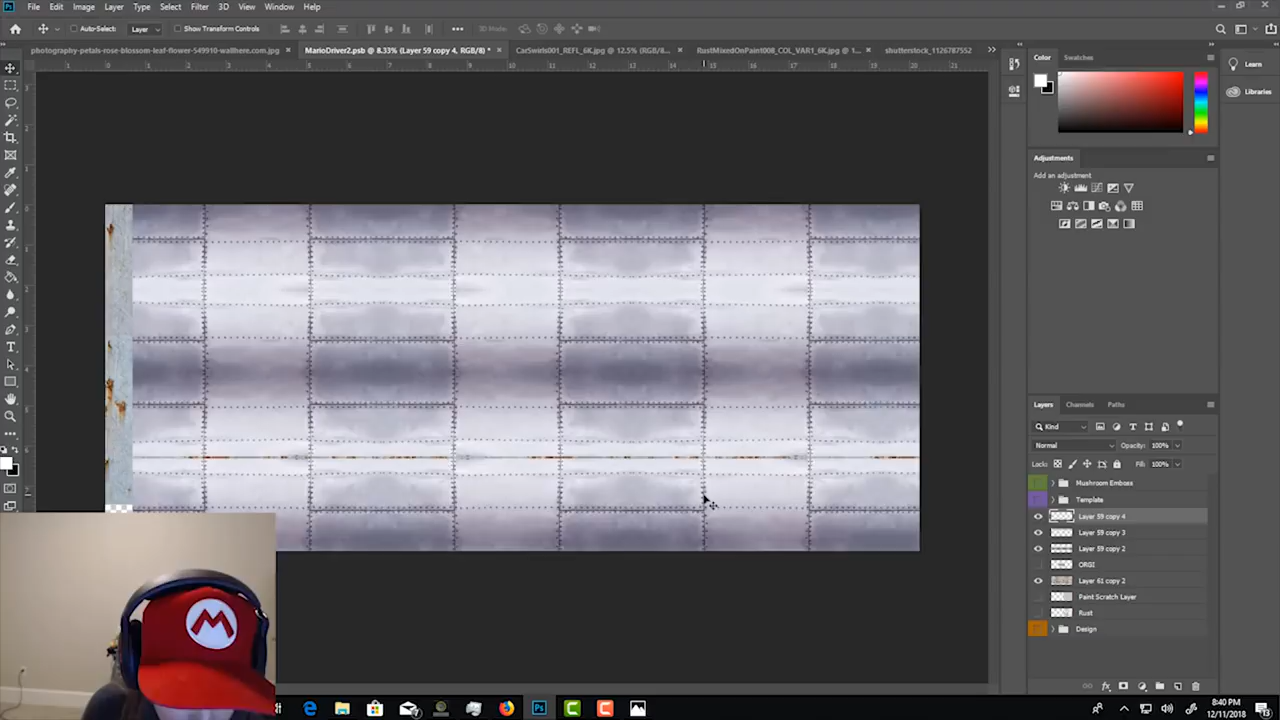 File Edit Image Layer Type Select Filter 3D View Window Help
Auto-Select: Layer Show Transform Controls 3D Mode:
photography-petals-rose-blossom-leaf-flower-549910-wallhere.com.jpg MarioDriver2.psb @ 8.33% (Layer 59 copy 4, RGB/8) * CarSwirls01_REFL_6K.jpg @ 12.5% (RGB/8... RustMixedOnPaint008_COL_VAR1_6K.jpg @ 1... shutterstock_1126787553
Color Swatches
Learn
Libraries
Adjustments
Add an adjustment
Layers Channels Paths
Kind
Normal Opacity: 100%
Lock: Fill: 100%
Mushroom Emboss
Template
Layer 59 copy 4
Layer 59 copy 3
Layer 59 copy 2
ORGI
Layer 61 copy 2
Paint Scratch Layer
Rust
Design
M
8:40 PM
12/11/2018